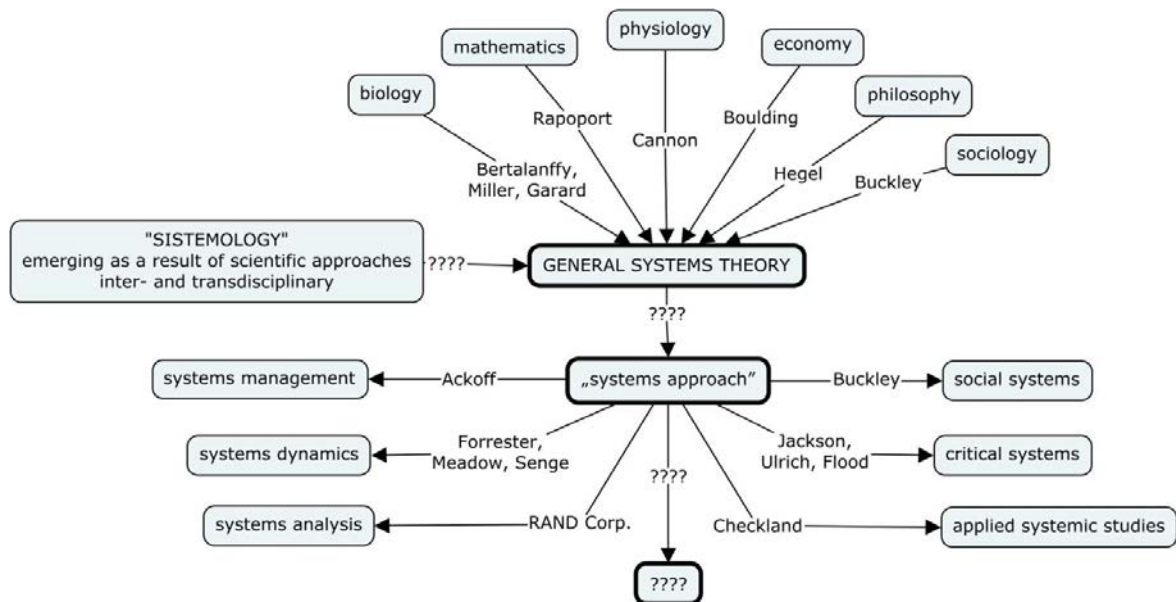 physiology
mathematics
economy
biology
philosophy
Rapoport
Boulding
Cannon
sociology
Bertalanffy,
Miller, Garard
Hegel
Buckley
"SISTEMOLOGY"
emerging as a result of scientific approaches
inter- and transdisciplinary
????
GENERAL SYSTEMS THEORY
????
systems management
Ackoff
„systems approach”
Buckley
social systems
systems dynamics
Forrester,
Meadow, Senge
????
Jackson,
Ulrich, Flood
critical systems
systems analysis
RAND Corp.
Checkland
applied systemic studies
????